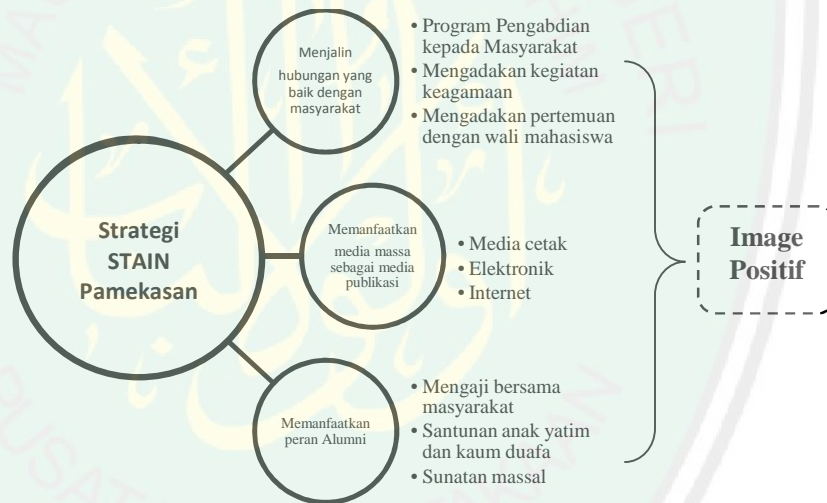 Strategi
STAIN
Pamekasan
Menjalin
hubungan yang
baik dengan
masyarakat
• Program Pengabdian
kepada Masyarakat
• Mengadakan kegiatan
keagamaan
• Mengadakan pertemuan
dengan wali mahasiswa
Memanfaatkan
media massa
sebagai media
publikasi
• Media cetak
• Elektronik
• Internet
Memanfaatkan
peran Alumni
• Mengaji bersama
masyarakat
• Santunan anak yatim
dan kaum duafa
• Sunatan massal
Image
Positif